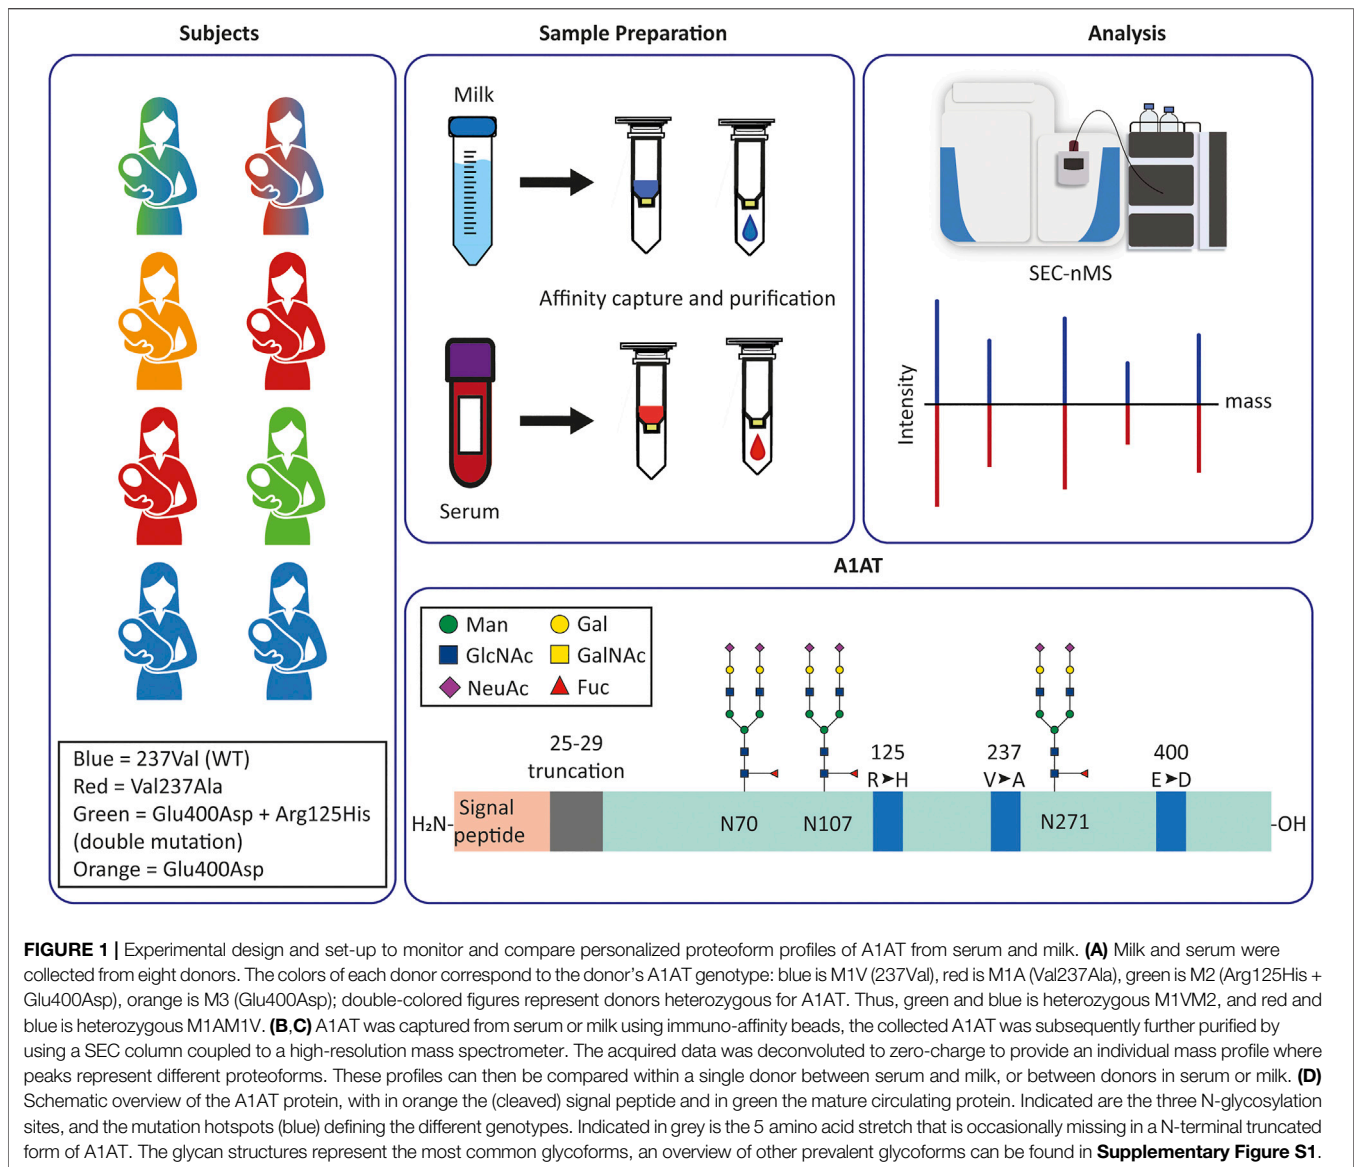 Subjects
Sample Preparation
Analysis
Milk
Affinity capture and purification
Serum
SEC-nMS
Intensity
mass
Blue = 237Val (WT)
Red = Val237Ala
Green = Glu400Asp + Arg125His
(double mutation)
Orange = Glu400Asp
A1AT
Man
Gal
GlcNAc
GalNAc
NeuAc
Fuc
25-29
truncation
125
R➤H
237
V➤A
400
E➤D
H₂N-
Signal
peptide
N70
N107
N271
-OH
FIGURE 1 | Experimental design and set-up to monitor and compare personalized proteoform profiles of A1AT from serum and milk. (A) Milk and serum were
collected from eight donors. The colors of each donor correspond to the donor's A1AT genotype: blue is M1V (237Val), red is M1A (Val237Ala), green is M2 (Arg125His +
Glu400Asp), orange is M3 (Glu400Asp); double-colored figures represent donors heterozygous for A1AT. Thus, green and blue is heterozygous M1VM2, and red and
blue is heterozygous M1AM1V. (B,C) A1AT was captured from serum or milk using immuno-affinity beads, the collected A1AT was subsequently further purified by
using a SEC column coupled to a high-resolution mass spectrometer. The acquired data was deconvoluted to zero-charge to provide an individual mass profile where
peaks represent different proteoforms. These profiles can then be compared within a single donor between serum and milk, or between donors in serum or milk. (D)
Schematic overview of the A1AT protein, with in orange the (cleaved) signal peptide and in green the mature circulating protein. Indicated are the three N-glycosylation
sites, and the mutation hotspots (blue) defining the different genotypes. Indicated in grey is the 5 amino acid stretch that is occasionally missing in a N-terminal truncated
form of A1AT. The glycan structures represent the most common glycoforms, an overview of other prevalent glycoforms can be found in Supplementary Figure S1.